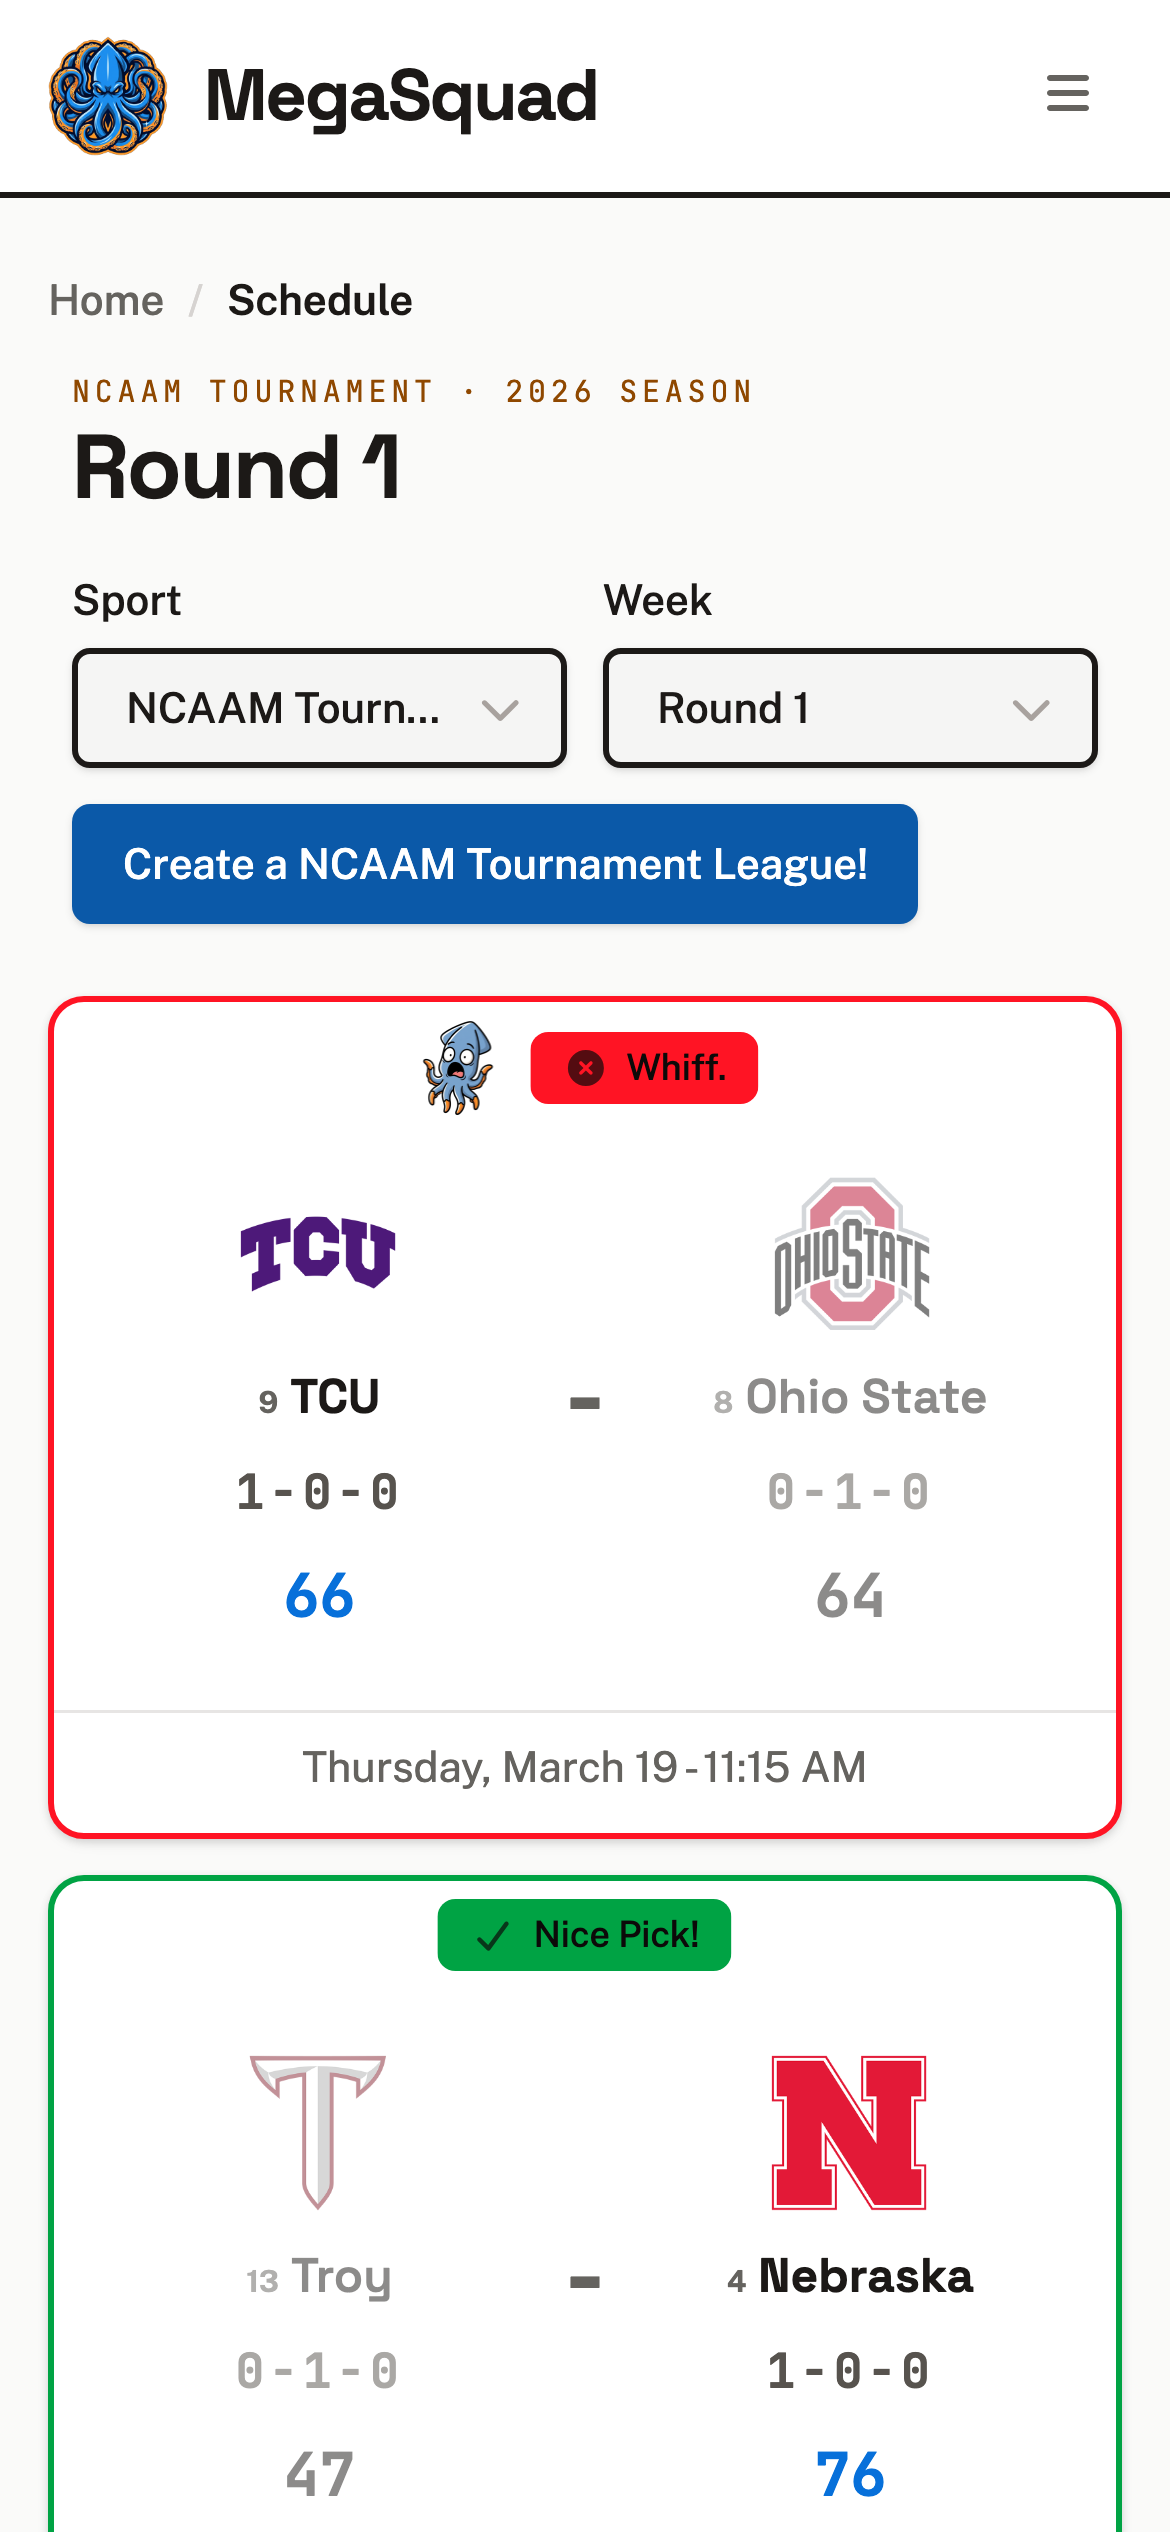 MegaSquad
Home / Schedule
NCAAM TOURNAMENT · 2026 SEASON
Round 1
Sport Week
NCAAM Tourn... Round 1
Create a NCAAM Tournament League!
Whiff.
TCU OHIO STATE
9 TCU - 8 Ohio State
1-0-0 0-1-0
66 64
Thursday, March 19 - 11:15 AM
Nice Pick!
T N
13 Troy - 4 Nebraska
0-1-0 1-0-0
47 76